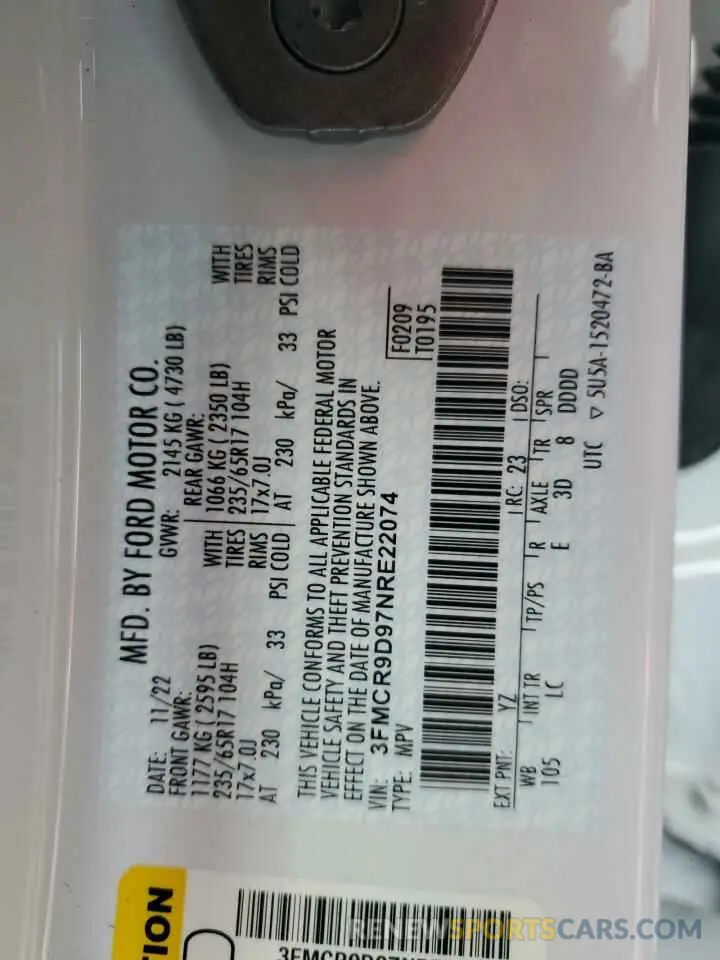 MFD. BY FORD MOTOR CO.
DATE: 11/22 GVWR: 2145 KG ( 4730 LB)
FRONT GAWR: REAR GAWR:
1177 KG ( 2595 LB) WITH 1066 KG ( 2350 LB) WITH
235/65R17 104H TIRES 235/65R17 104H TIRES
17x7.0J RIMS 17x7.0J RIMS
AT 230 kPa/ 33 PSI COLD AT 230 kPa/ 33 PSI COLD
THIS VEHICLE CONFORMS TO ALL APPLICABLE FEDERAL MOTOR
VEHICLE SAFETY AND THEFT PREVENTION STANDARDS IN
EFFECT ON THE DATE OF MANUFACTURE SHOWN ABOVE.
VIN: 3FMCR9D97NRE22074
TYPE: MPV
F0209
T0195
EXT PNT: YZ RC: 23 DSO:
WB INT TR TP/PS R AXLE TR SPR
105 LC E 3D 8 DDDD
UTC ▽ 5U5A-1520472-BA
TION
RENEWSPORTSCARS.COM